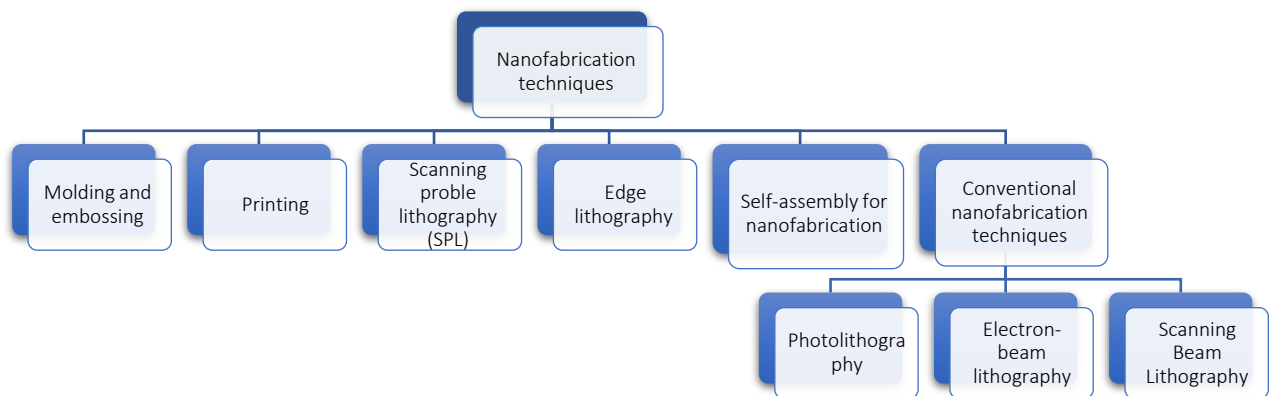 Nanofabrication
techniques
Molding and
embossing
Printing
Scanning
proble
lithography
(SPL)
Edge
lithography
Self-assembly for
nanofabrication
Conventional
nanofabrication
techniques
Photolithogra
phy
Electron-
beam
lithography
Scanning
Beam
Lithography